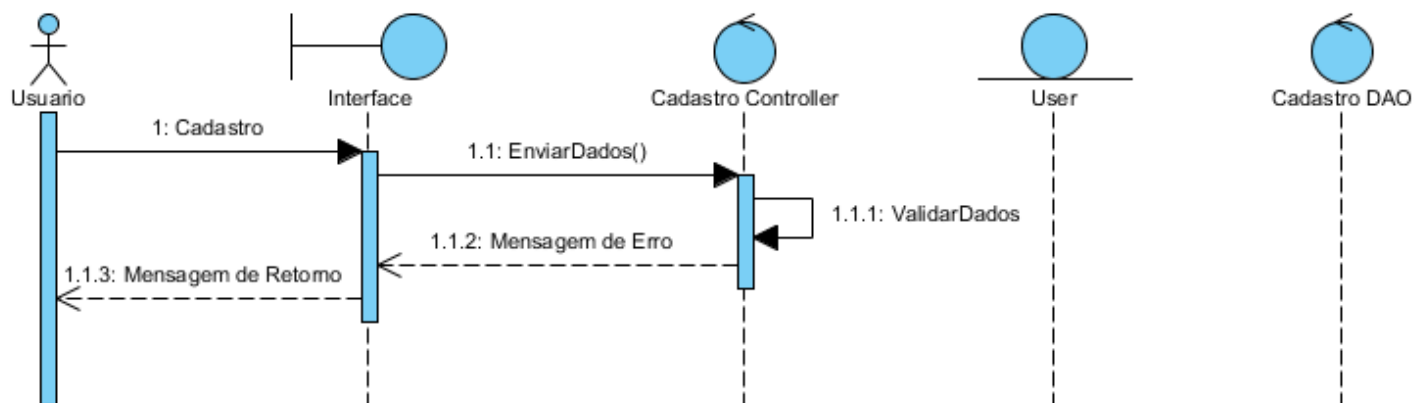 Usuario
Interface
Cadastro Controller
User
Cadastro DAO
1: Cadastro
1.1: EnviarDados()
1.1.1: ValidarDados
1.1.2: Mensagem de Erro
1.1.3: Mensagem de Retorno